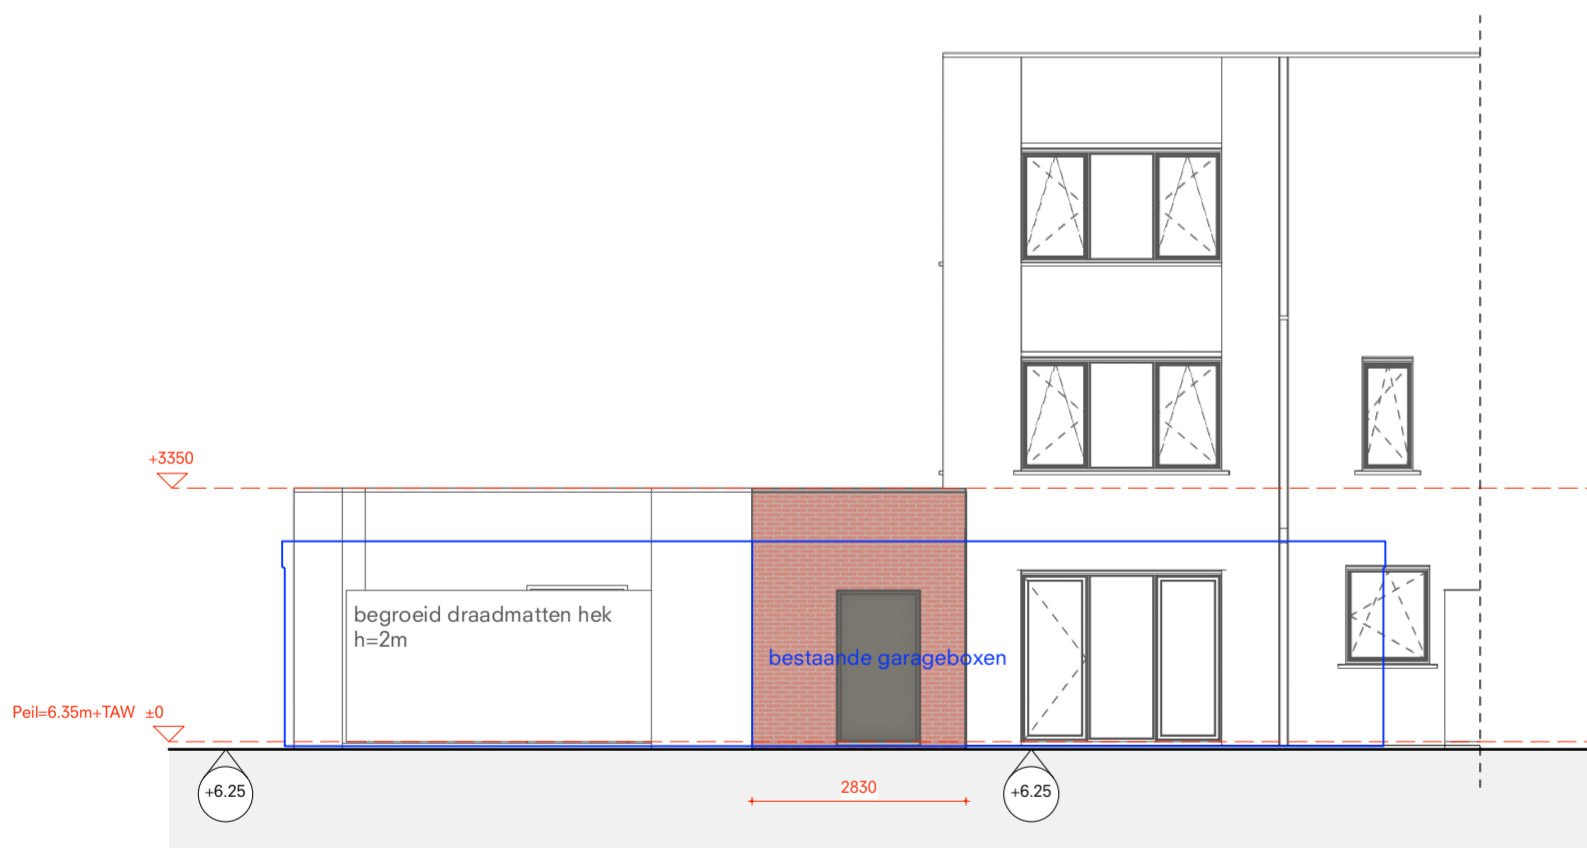 +3350
begroeid draadmatten hek
h=2m
bestaande garageboxen
Peil=6.35m+TAW ±0
+6.25
2830
+6.25